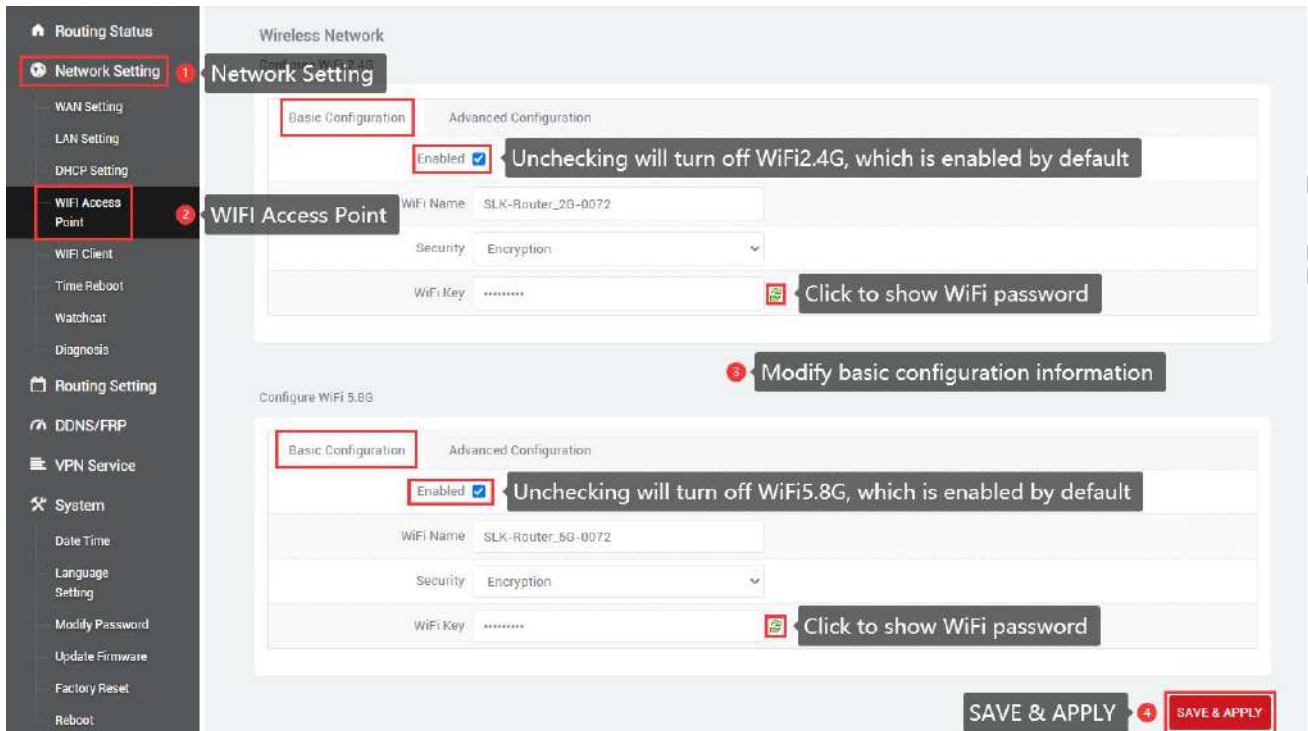 Routing Status
Network Setting
1
Network Setting
WAN Setting
LAN Setting
DHCP Setting
WIFI Access
Point
2
WIFI Access Point
WIFI Client
Time Reboot
Watchcat
Diagnosis
Routing Setting
DDNS/FRP
VPN Service
System
Date Time
Language
Setting
Modify Password
Update Firmware
Factory Reset
Reboot
Wireless Network
Basic Configuration
Advanced Configuration
Enabled
Unchecking will turn off WiFi2.4G, which is enabled by default
WiFi Name SLK-Router_2G-0072
Security Encryption
WiFi Key •••••••••
Click to show WiFi password
3
Modify basic configuration information
Configure WiFi 5.8G
Basic Configuration
Advanced Configuration
Enabled
Unchecking will turn off WiFi5.8G, which is enabled by default
WiFi Name
Security Encryption
WiFi Key •••••••••
Click to show WiFi password
SAVE & APPLY
4
SAVE & APPLY